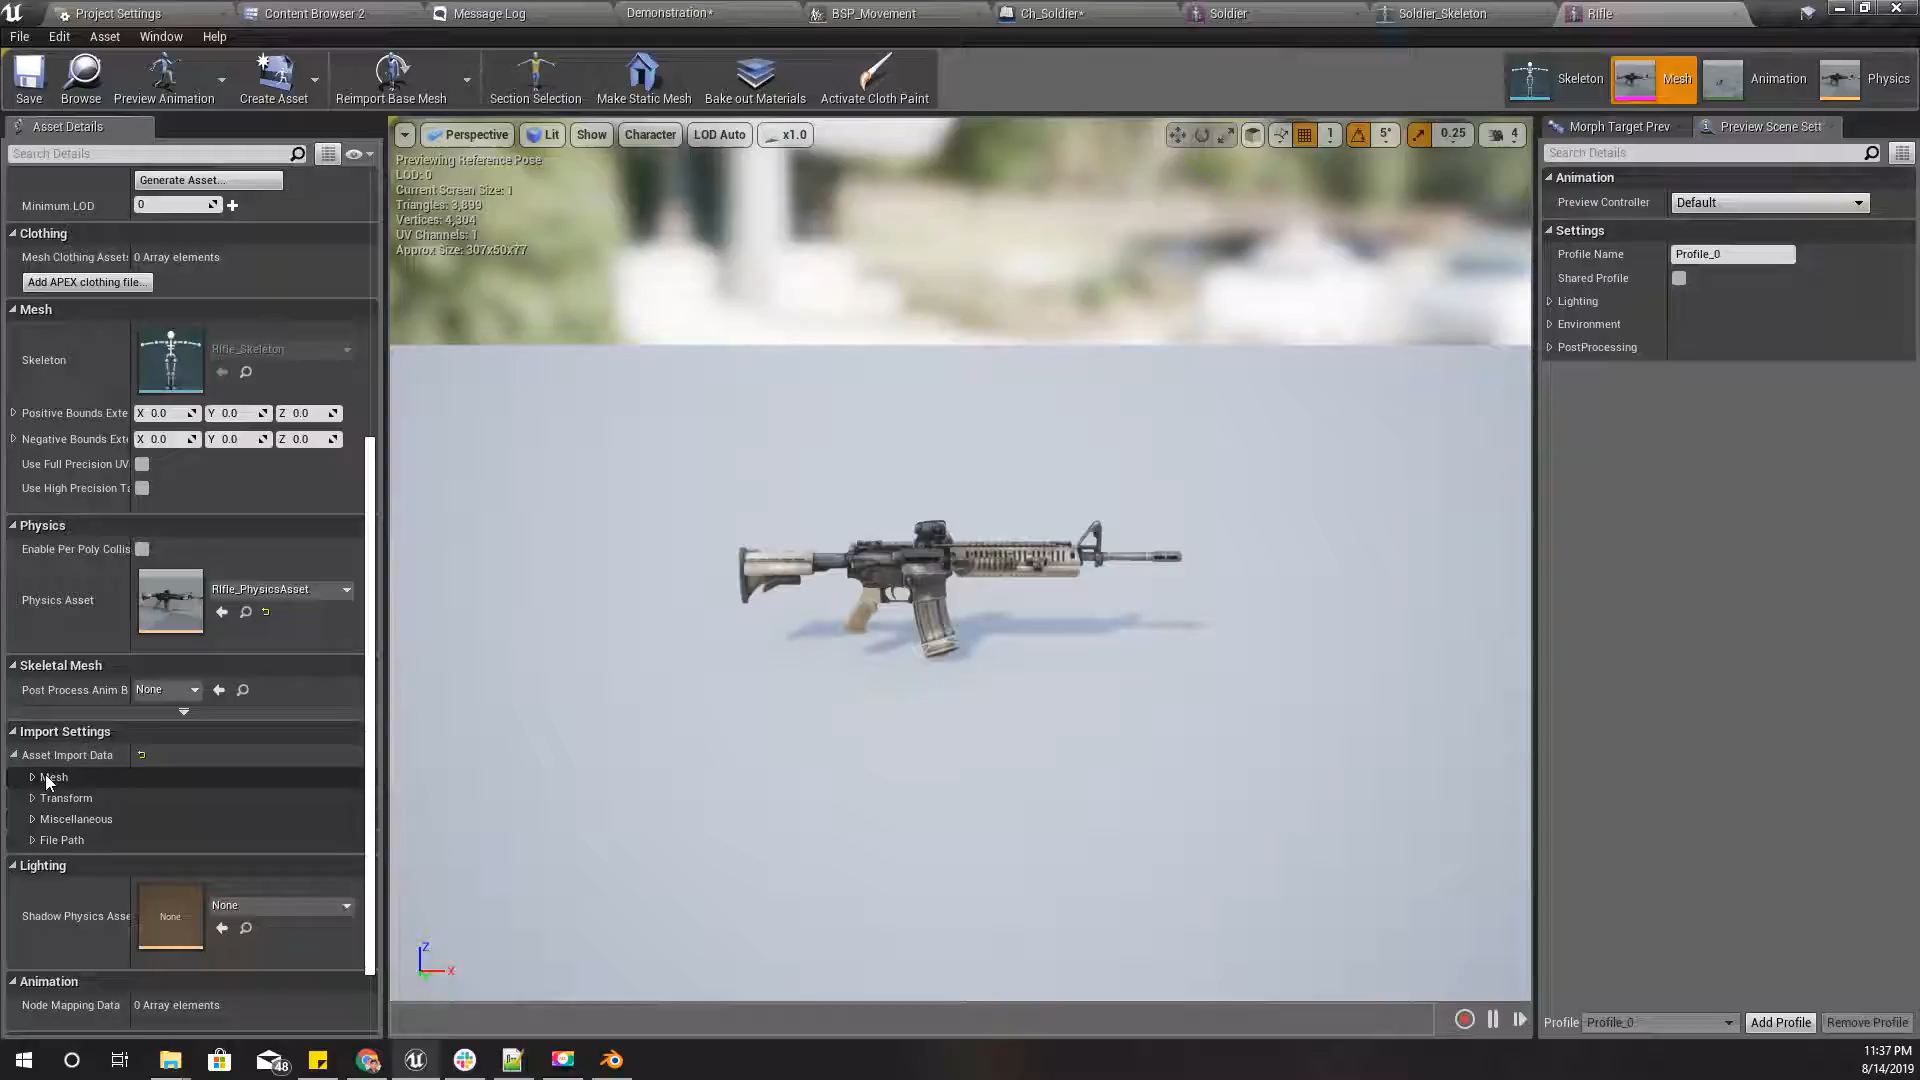 Project Settings
Content Browser 2
Message Log
Demonstration*
BSP_Movement
Ch_Soldier*
Soldier
Soldier_Skeleton
Rifle
File
Edit
Asset
Window
Help
Save
Browse
Preview Animation
Create Asset
Reimport Base Mesh
Section Selection
Make Static Mesh
Bake out Materials
Activate Cloth Paint
Skeleton
Mesh
Animation
Physics
Asset Details
Search Details
Generate Asset...
Minimum LOD
0
Clothing
Mesh Clothing Assets
0 Array elements
Add APEX clothing file...
Mesh
Skeleton
Rifle_Skeleton
Positive Bounds Exte
X 0.0
Y 0.0
Z 0.0
Negative Bounds Exte
X 0.0
Y 0.0
Z 0.0
Use Full Precision UV
Use High Precision Ta
Physics
Enable Per Poly Collis
Physics Asset
Rifle_PhysicsAsset
Skeletal Mesh
Post Process Anim B
None
Import Settings
Asset Import Data
Mesh
Transform
Miscellaneous
File Path
Lighting
Shadow Physics Asse
None
None
Animation
Node Mapping Data
0 Array elements
Perspective
Lit
Show
Character
LOD Auto
x1.0
1
5°
0.25
4
Previewing Reference Pose
LOD: 0
Current Screen Size: 1
Triangles: 3,899
Vertices: 4,304
UV Channels: 1
Approx Size: 307x50x77
Z
X
Morph Target Prev
Preview Scene Sett
Search Details
Animation
Preview Controller
Default
Settings
Profile Name
Profile_0
Shared Profile
Lighting
Environment
PostProcessing
Profile
Profile_0
Add Profile
Remove Profile
48
11:37 PM
8/14/2019